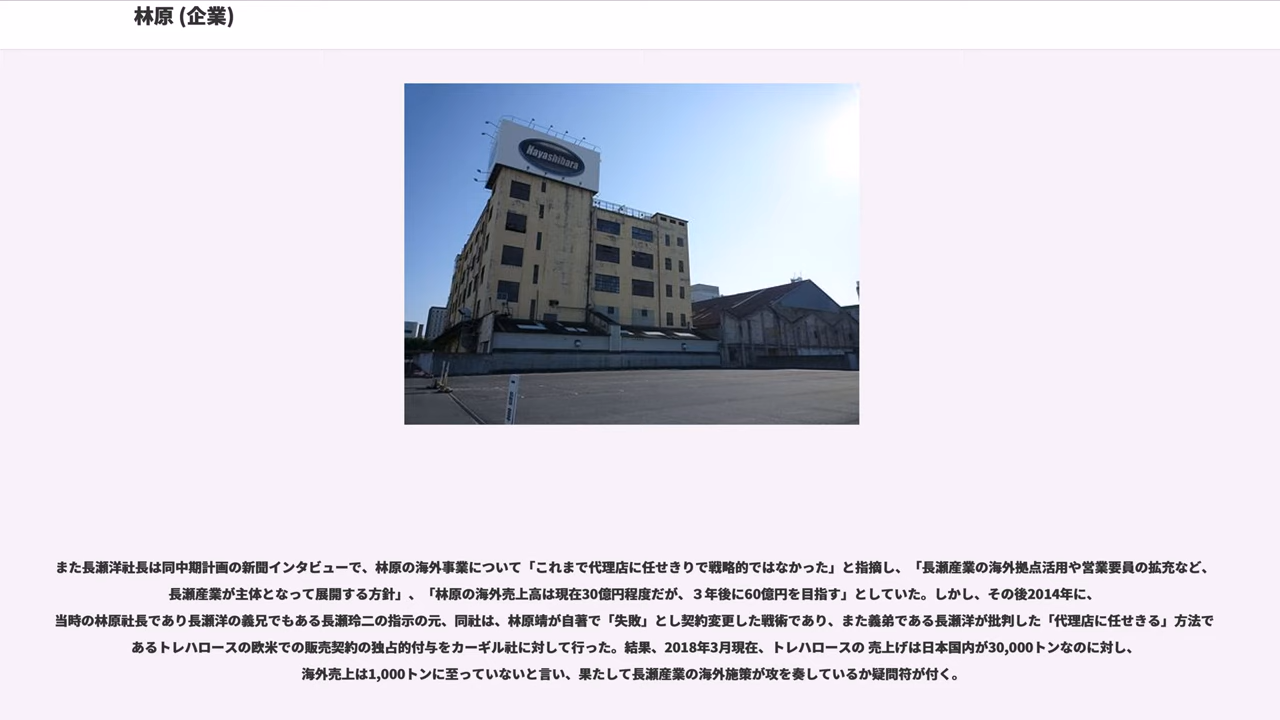 林原 (企業)
Hayashibara
また長瀬洋社長は同中期計画の新聞インタビューで、林原の海外事業について「これまで代理店に任せきりで戦略的ではなかった」と指摘し、「長瀬産業の海外拠点活用や営業要員の拡充など、
長瀬産業が主体となって展開する方針」、「林原の海外売上高は現在30億円程度だが、３年後に60億円を目指す」としていた。しかし、その後2014年に、
当時の林原社長であり長瀬洋の義兄でもある長瀬玲二の指示の元、同社は、林原靖が自著で「失敗」とし契約変更した戦術であり、また義弟である長瀬洋が批判した「代理店に任せきる」方法で
あるトレハロースの欧米での販売契約の独占的付与をカーギル社に対して行った。結果、2018年3月現在、トレハロースの 売上げは日本国内が30,000トンなのに対し、
海外売上は1,000トンに至っていないと言い、果たして長瀬産業の海外施策が攻を奏しているか疑問符が付く。